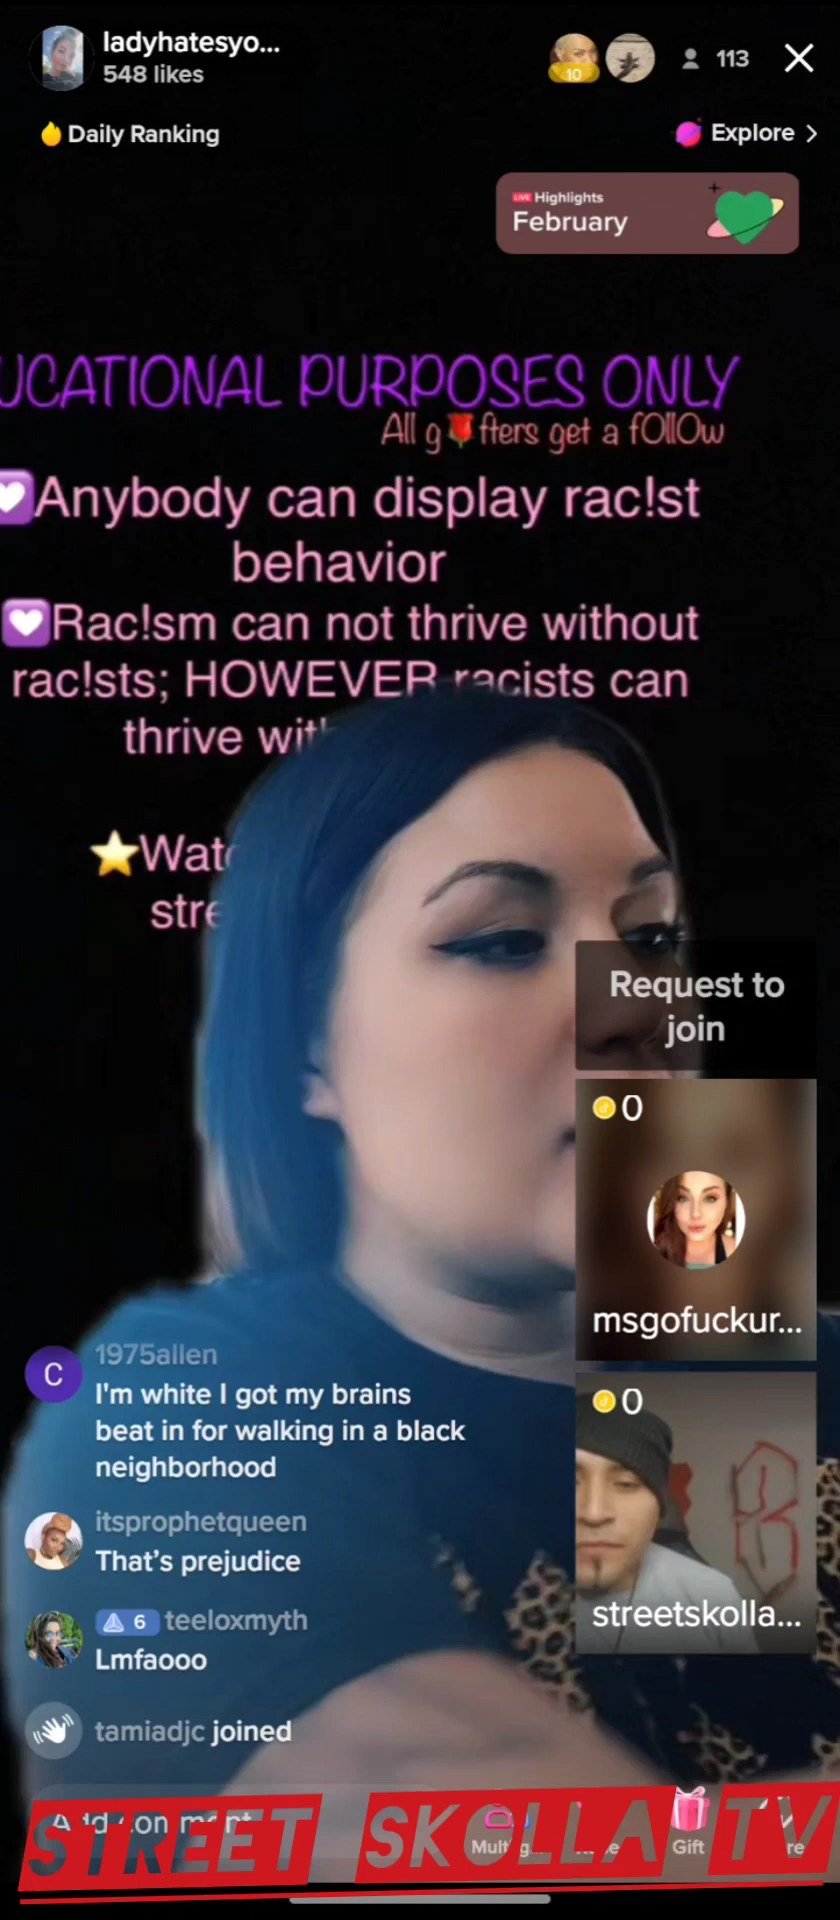 ladyhatesyo...
548 likes
10
113
Daily Ranking
Explore
LIVE Highlights
February
UCATIONAL PURPOSES ONLY
All g🌹fters get a fOllOw
Anybody can display rac!st
behavior
Rac!sm can not thrive without
rac!sts; HOWEVER racists can
thrive
Request to
join
0
msgofuckur...
0
streetskolla...
1975allen
C
I'm white I got my brains
beat in for walking in a black
neighborhood
itsprophetqueen
That's prejudice
6 teeloxmyth
Lmfaooo
tamiadjc joined
Gift
STREET SKOLLA TV